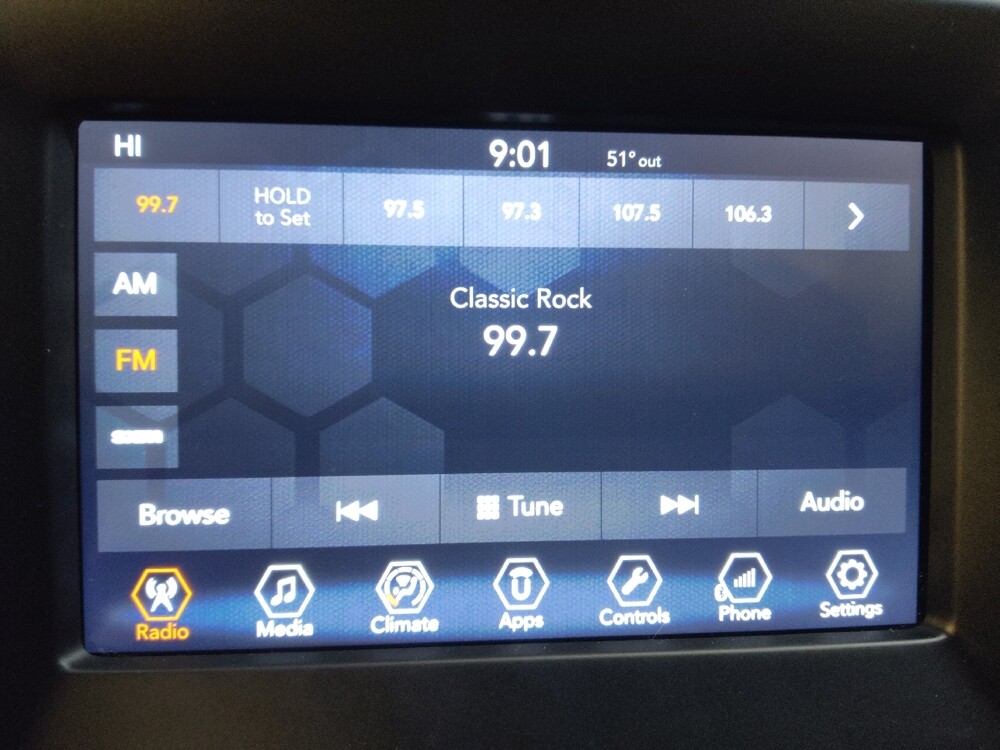 HI 9:01 51° out
99.7 HOLD to Set 97.5 97.3 107.5 106.3
AM
Classic Rock
99.7
FM
Browse Tune Audio
Radio Media Climate Apps Controls Phone Settings